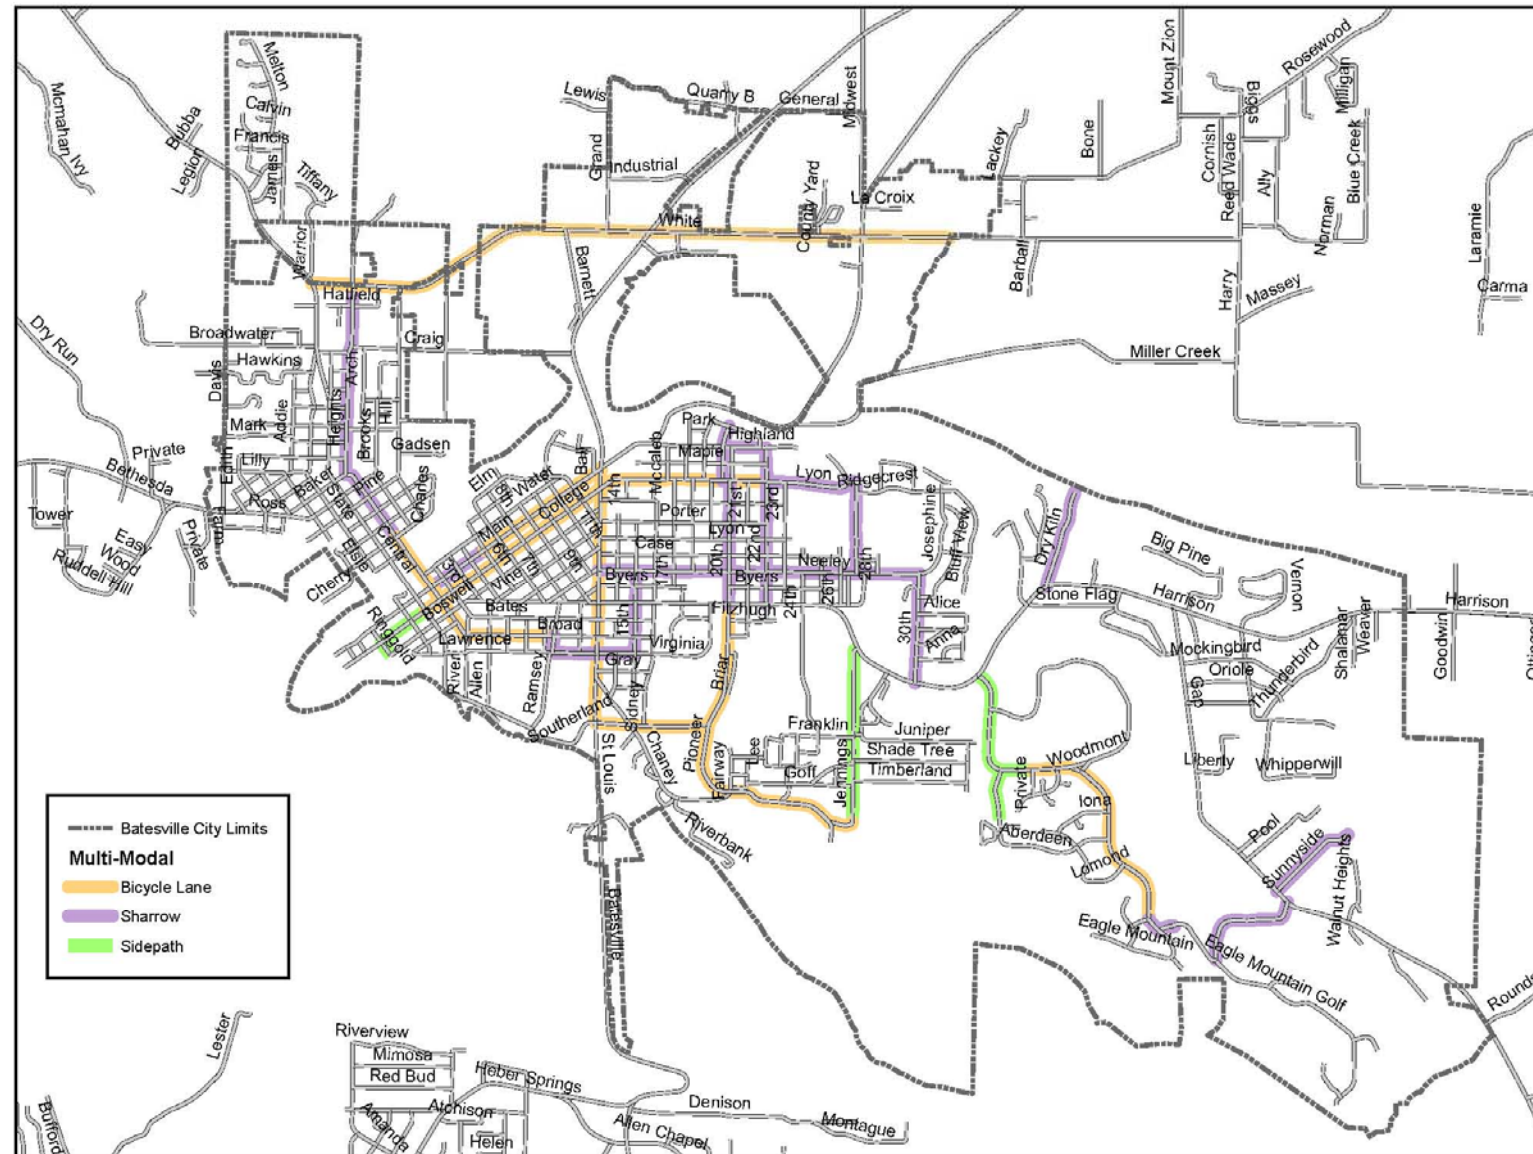 Melton
Calvin
Francis
James
Tiffany
Warrior
Bubba
Legion
Mcmahan
Ivy
Lewis
Quarry B
General
Midwest
Grand
Industrial
County Yard
La Croix
White
Lackey
Bone
Mount Zion
Biggs
Rosewood
Milligan
Cornish
Reed Wade
Ally
Blue Creek
Norman
Laramie
Carma
Barball
Harry
Massey
Miller Creek
Barnett
Hatfield
Broadwater
Craig
Dry Run
Hawkins
Davis
Arch
Mark
Addie
Heights
Brooks
Hill
Gadsen
Private
Bethesda
Edith
Lilly
Baker
Pine
State
Charles
Ross
Tower
Easy
Wood
Ruddell Hill
Private
Elsie
Central
Cherry
Ringgold
Elm
8th
Water
Ball
Main
College
11th
3rd
6th
7th
9th
Vine
Boswell
Bates
Broad
Lawrence
River
Allen
Ramsey
Southerland
14th
Mccaleb
Park
Maple
Highland
Porter
21st
23rd
Lyon
Ridgecrest
Lyon
Case
20th
22nd
Byers
17th
Byers
Neeley
26th
28th
24th
Fitzhugh
15th
Virginia
Gray
Sidney
Briar
Josephine
Bluff View
Alice
30th
Anna
Dry Kiln
Stone Flag
Big Pine
Harrison
Vernon
Harrison
Mockingbird
Oriole
Gap
Thunderbird
Shalamar
Weaver
Goodwin
St Louis
Chaney
Pioneer
Fairway
Lee
Franklin
Goff
Jennings
Juniper
Shade Tree
Timberland
Private
Woodmont
Iona
Aberdeen
Lomond
Liberty
Whipperwill
Pool
Sunnyside
Walnut Heights
Eagle Mountain
Eagle Mountain Golf
Rounds
Riverbank
Batesville
Batesville City Limits
Multi-Modal
Bicycle Lane
Sharrow
Sidepath
Lester
Riverview
Mimosa
Red Bud
Heber Springs
Atchison
Amanda
Helen
Denison
Allen Chapel
Montague
Bufford